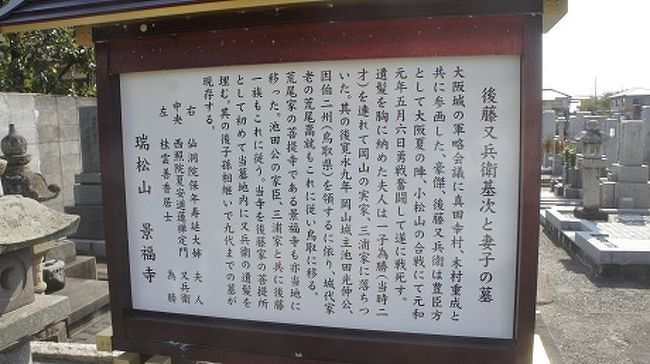 後藤又兵衛基次と妻子の墓
大阪城の軍略会議に真田幸村、木村重成と
共に参画した、豪傑、後藤又兵衛は豊臣方
として大阪夏の陣、小松山の合戦にて元和
元年五月六日勇戦奮闘して遂に戦死す。
遺髪を胸に納めた夫人は一子為勝(当時二
才)を連れて岡山の実家、三浦家に落ちつ
いた。其の後寛永九年岡山城主池田光仲公、
因伯二州(鳥取県)を領するに依り、城代家
老の荒尾嵩就もこれに従い鳥取に移る。
荒尾家の菩提寺である景福寺も亦当地に
移った。池田公の家臣、三浦家と共に後藤
一族もこれに従う。当寺を後藤家の菩提所
として初めて当墓地内に又兵衛の遺髪を
埋む。其の後子孫相継いで九代までの墓が
現存する。
右 仙洞院保年寿延大姉 夫人
中央 西照院夏安道蓮禅定門 又兵衛
左 桂雲善香居士 為勝
瑞松山 景福寺